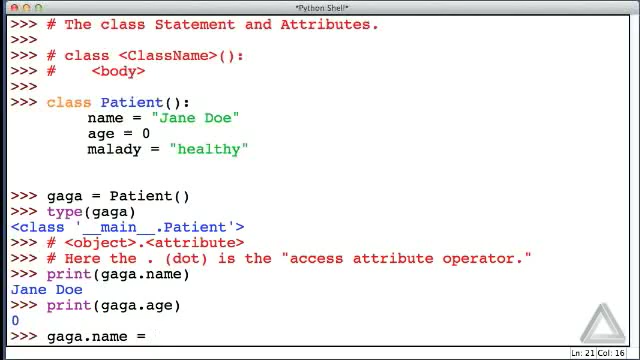 *Python Shell*
>>> # The class Statement and Attributes.
>>>
>>> # class <ClassName>():
>>> #    <body>
>>>
>>> class Patient():
        name = "Jane Doe"
        age = 0
        malady = "healthy"
>>> gaga = Patient()
>>> type(gaga)
<class '__main__.Patient'>
>>> # <object>.<attribute>
>>> # Here the . (dot) is the "access attribute operator."
>>> print(gaga.name)
Jane Doe
>>> print(gaga.age)
0
>>> gaga.name =
Ln: 21 Col: 16